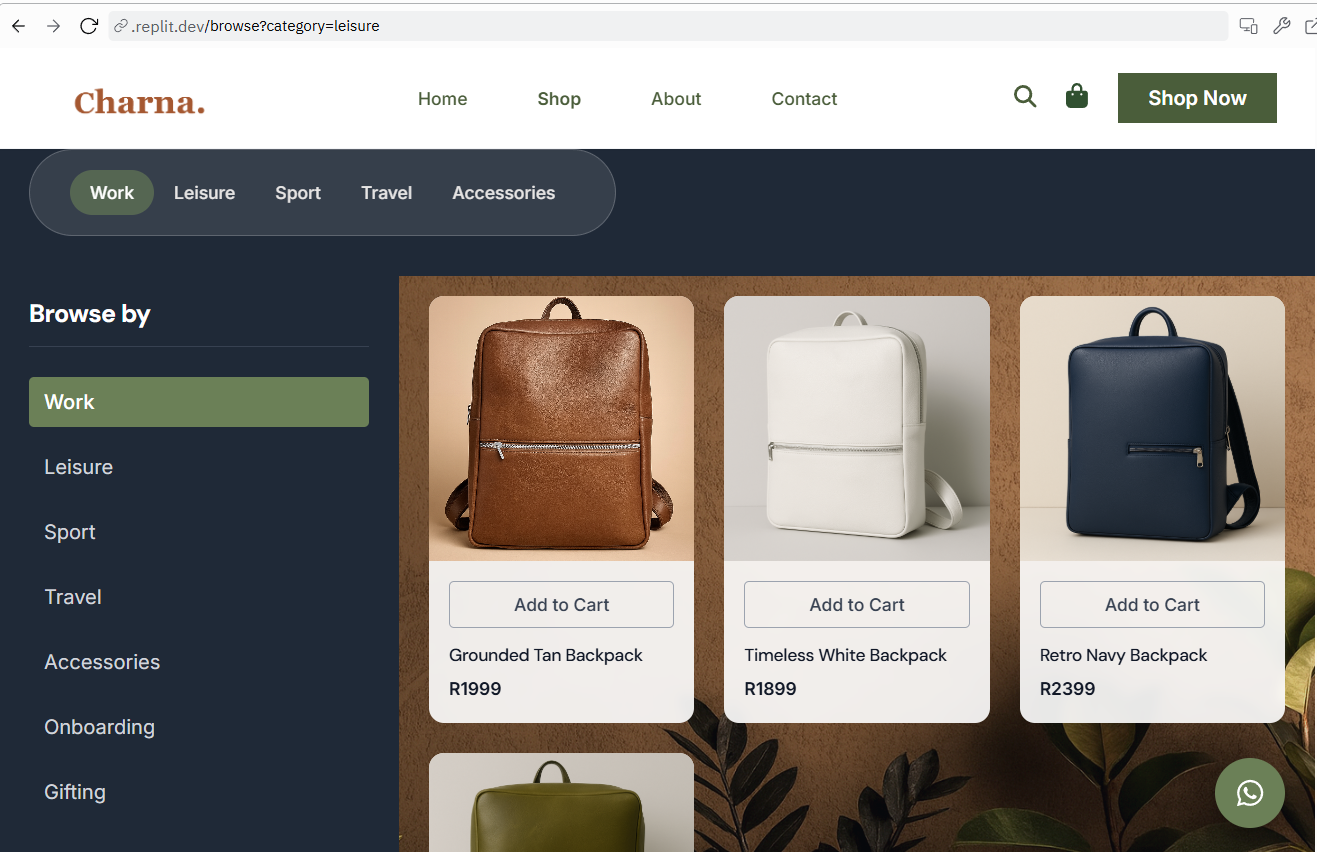 .replit.dev/browse?category=leisure
Charna.
Home Shop About Contact
Shop Now
Work Leisure Sport Travel Accessories
Browse by
Work
Leisure
Sport
Travel
Accessories
Onboarding
Gifting
Add to Cart
Grounded Tan Backpack
R1999
Add to Cart
Timeless White Backpack
R1899
Add to Cart
Retro Navy Backpack
R2399